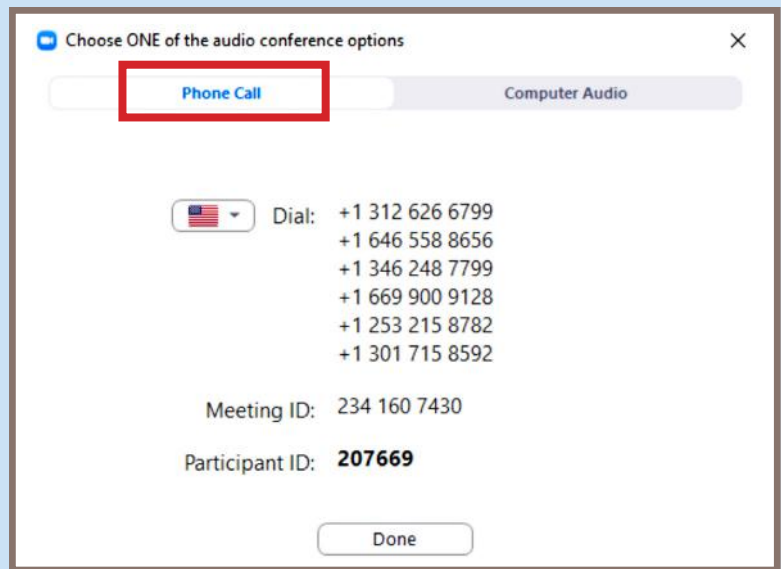 Choose ONE of the audio conference options
Phone Call
Computer Audio
Dial: +1 312 626 6799
+1 646 558 8656
+1 346 248 7799
+1 669 900 9128
+1 253 215 8782
+1 301 715 8592
Meeting ID: 234 160 7430
Participant ID: 207669
Done